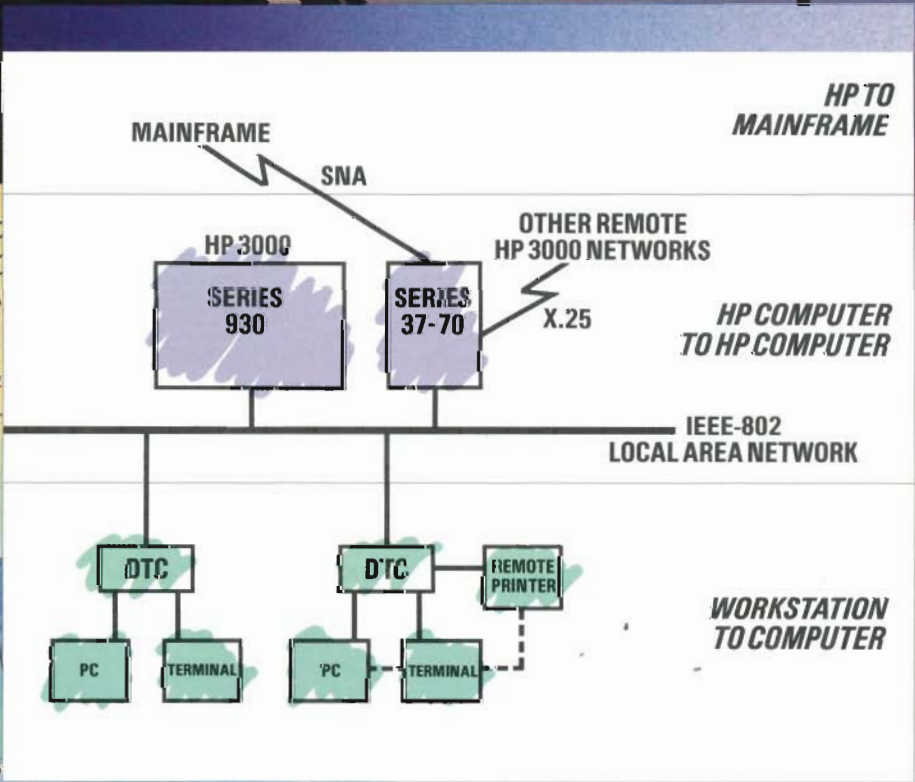 HP TO
MAINFRAME
MAINFRAME
SNA
OTHER REMOTE
HP 3000 NETWORKS
HP 3000
SERIES
930
SERIES
37-70
X.25
HP COMPUTER
TO HP COMPUTER
IEEE-802
LOCAL AREA NETWORK
DTC
DTC
REMOTE
PRINTER
WORKSTATION
TO COMPUTER
PC
TERMINAL
PC
TERMINAL